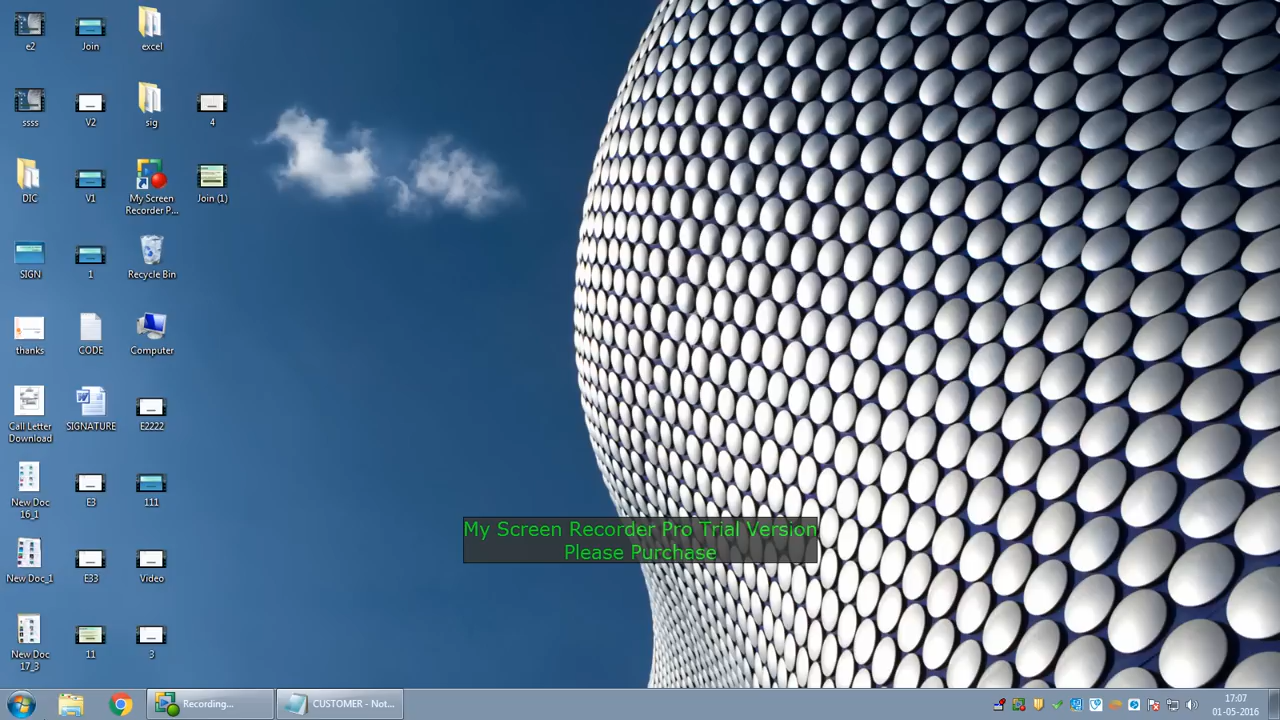 e2
Join
excel
ssss
V2
sig
4
DIC
V1
My Screen
Recorder P...
Join (1)
SIGN
1
Recycle Bin
thanks
CODE
Computer
Call Letter
Download
SIGNATURE
E2222
New Doc
16_1
E3
111
New Doc_1
E33
Video
New Doc
17_3
11
3
My Screen Recorder Pro Trial Version
Please Purchase
Recording...
CUSTOMER - Not...
17:07
01-05-2016